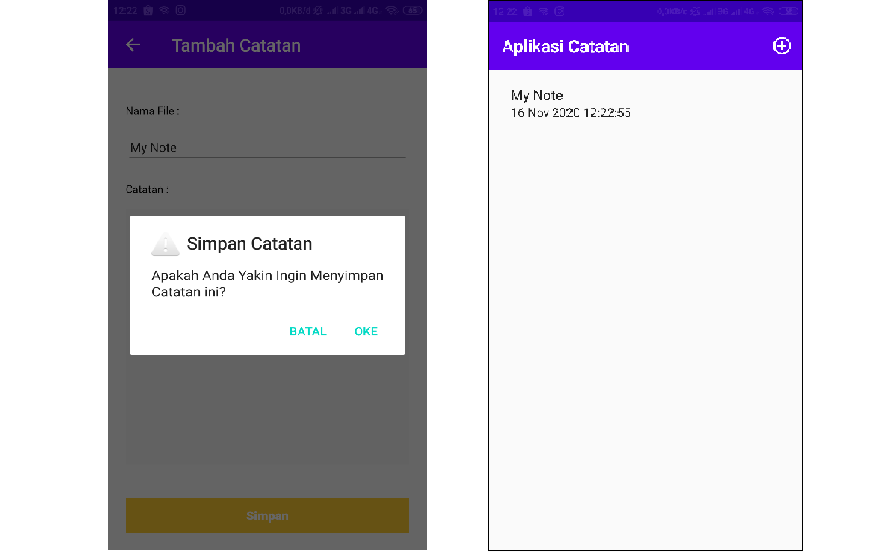 12:22
0,0KB/d 3G 4G
Tambah Catatan
Nama File :
My Note
Catatan :
Simpan Catatan
Apakah Anda Yakin Ingin Menyimpan
Catatan ini?
BATAL OKE
Simpan
12:22
0,0KB/d 3G 4G
Aplikasi Catatan
My Note
16 Nov 2020 12:22:55